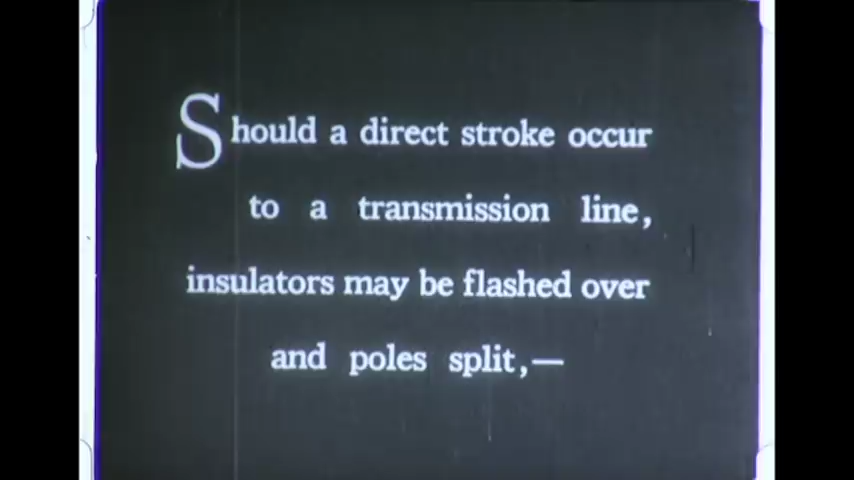 Should a direct stroke occur
to a transmission line,
insulators may be flashed over
and poles split,—